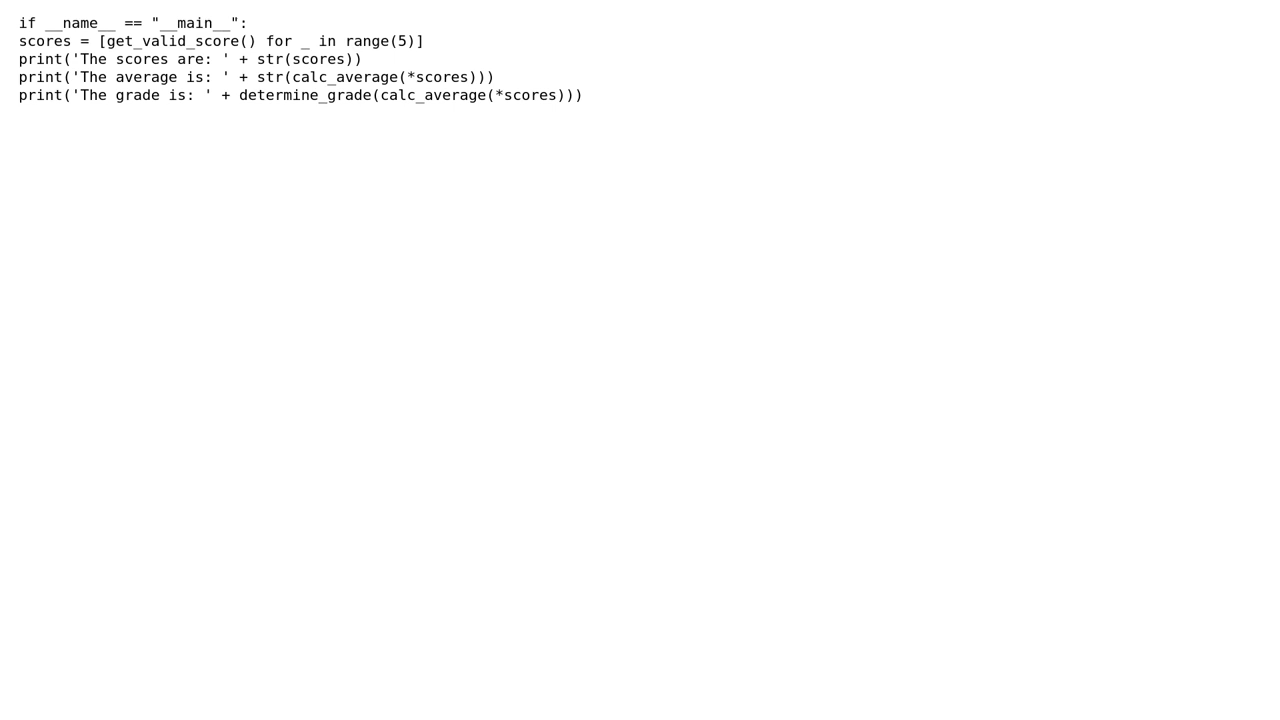 if __name__ == "__main__":
scores = [get_valid_score() for _ in range(5)]
print('The scores are: ' + str(scores))
print('The average is: ' + str(calc_average(*scores)))
print('The grade is: ' + determine_grade(calc_average(*scores)))